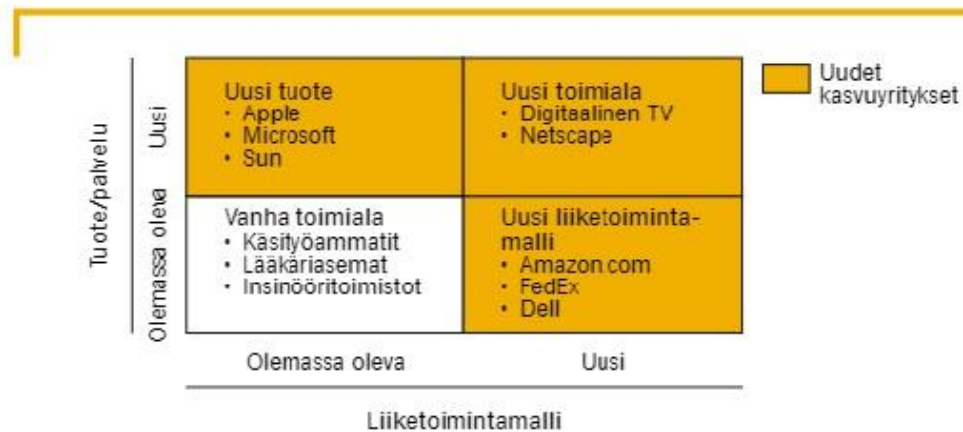 Uudet
kasvuyritykset
Tuote/palvelu
Uusi
Olemassa oleva
Uusi tuote
• Apple
• Microsoft
• Sun
Uusi toimiala
• Digitaalinen TV
• Netscape
Vanha toimiala
• Käsityöammatit
• Lääkäriasemat
• Insinööritoimistot
Uusi liiketoiminta-
malli
• Amazon.com
• FedEx
• Dell
Olemassa oleva
Uusi
Liiketoimintamalli